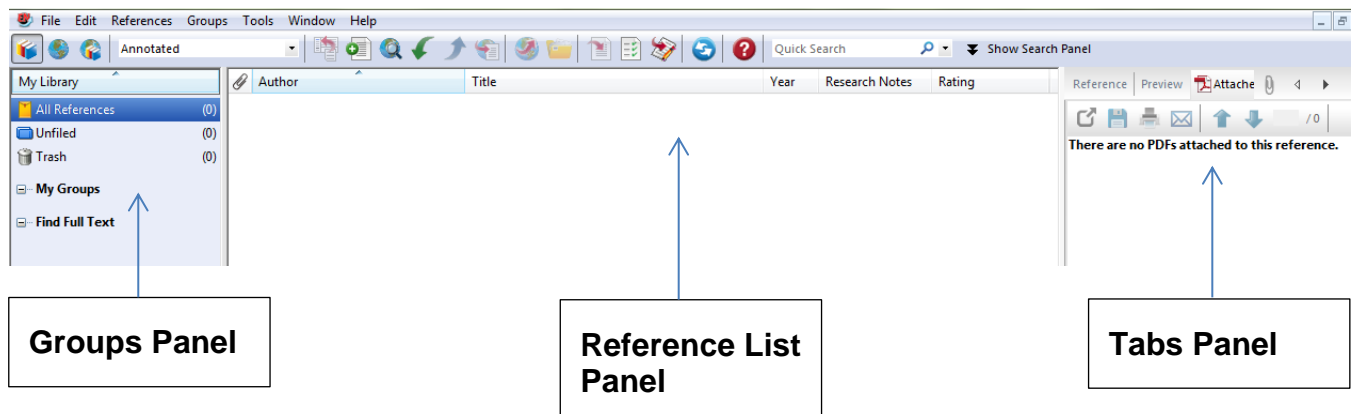 File Edit References Groups Tools Window Help
Annotated Quick Search Show Search Panel
My Library Author Title Year Research Notes Rating Reference Preview Attache
All References (0) /0
Unfiled (0)
Trash (0) There are no PDFs attached to this reference.
My Groups
Find Full Text
Groups Panel
Reference List
Panel
Tabs Panel